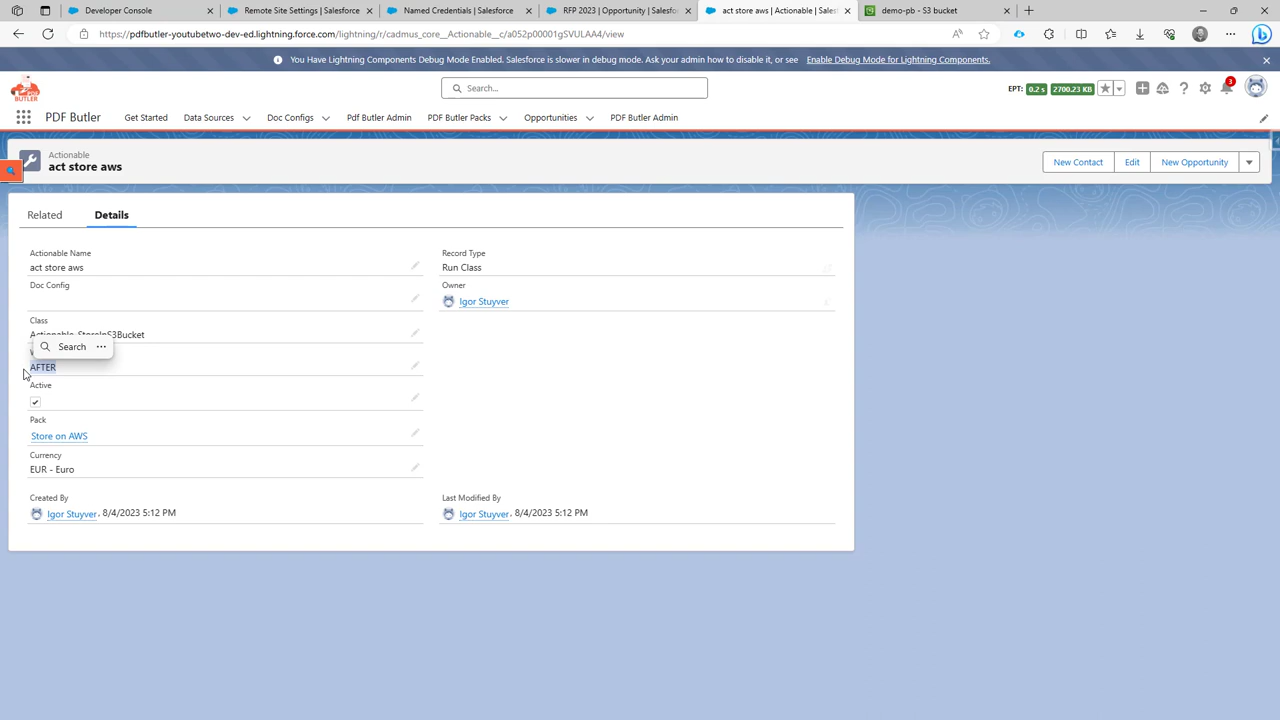 Developer Console
Remote Site Settings | Salesforce
Named Credentials | Salesforce
RFP 2023 | Opportunity | Salesfo
act store aws | Actionable | Sales
demo-pb - S3 bucket
https://pdfbutler-youtubetwo-dev-ed.lightning.force.com/lightning/r/cadmus_core__Actionable__c/a052p00001gSVULAA4/view
You Have Lightning Components Debug Mode Enabled. Salesforce is slower in debug mode. Ask your admin how to disable it, or see Enable Debug Mode for Lightning Components.
BUTLER
Search...
EPT: 0.2 s 2700.23 KB
3
PDF Butler
Get Started
Data Sources
Doc Configs
Pdf Butler Admin
PDF Butler Packs
Opportunities
PDF Butler Admin
Actionable
act store aws
New Contact
Edit
New Opportunity
Related
Details
Actionable Name
act store aws
Record Type
Run Class
Doc Config
Owner
Igor Stuyver
Class
Actionable_StoreInS3Bucket
Search
AFTER
Active
Pack
Store on AWS
Currency
EUR - Euro
Created By
Igor Stuyver, 8/4/2023 5:12 PM
Last Modified By
Igor Stuyver, 8/4/2023 5:12 PM